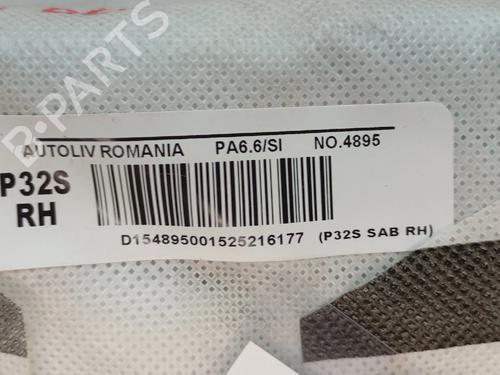 B-PARTS
AUTOLIV ROMANIA PA6.6/SI NO.4895
P32S
RH
D154895001525216177 (P32S SAB RH)